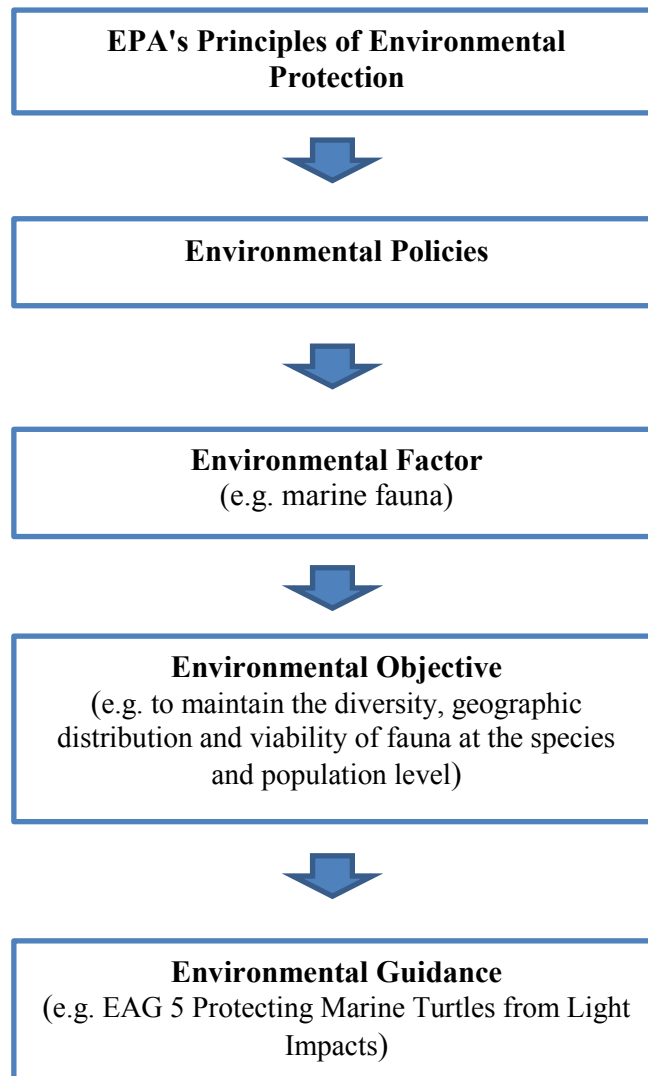 EPA's Principles of Environmental
Protection
Environmental Policies
Environmental Factor
(e.g. marine fauna)
Environmental Objective
(e.g. to maintain the diversity, geographic
distribution and viability of fauna at the species
and population level)
Environmental Guidance
(e.g. EAG 5 Protecting Marine Turtles from Light
Impacts)